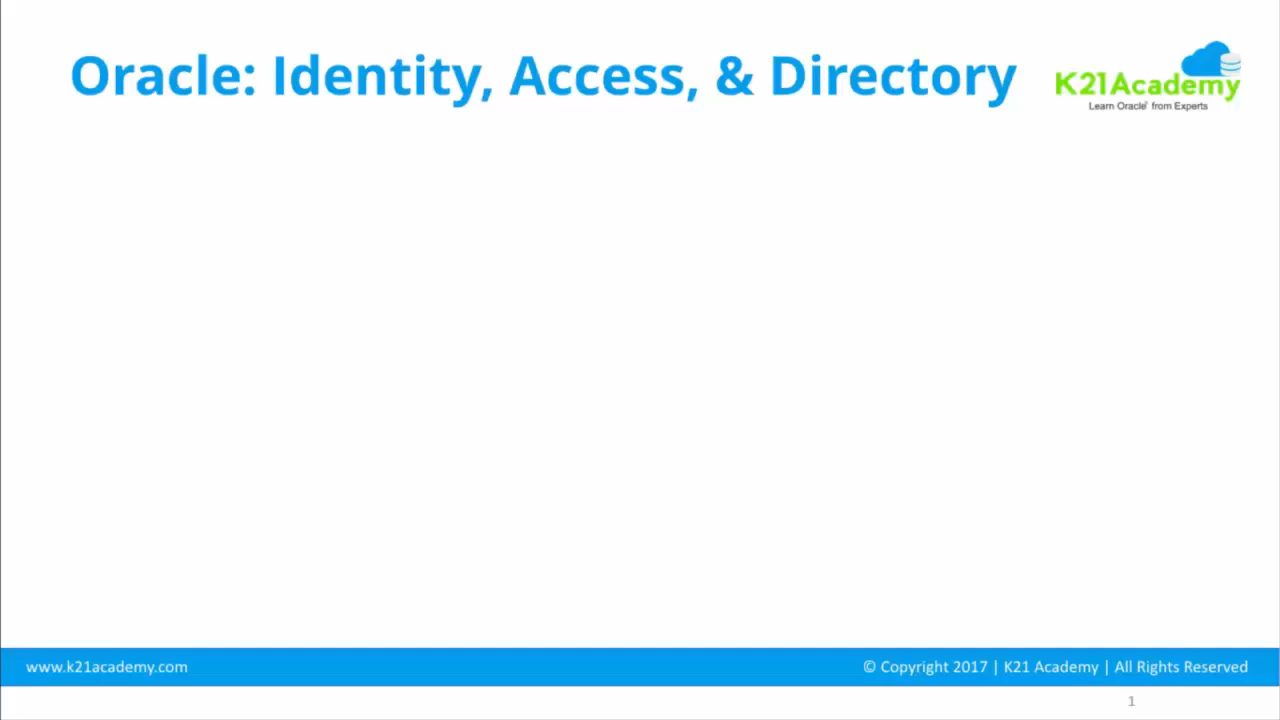 Oracle: Identity, Access, & Directory
K21Academy
Learn Oracle' from Experts
www.k21academy.com
© Copyright 2017 | K21 Academy | All Rights Reserved
1